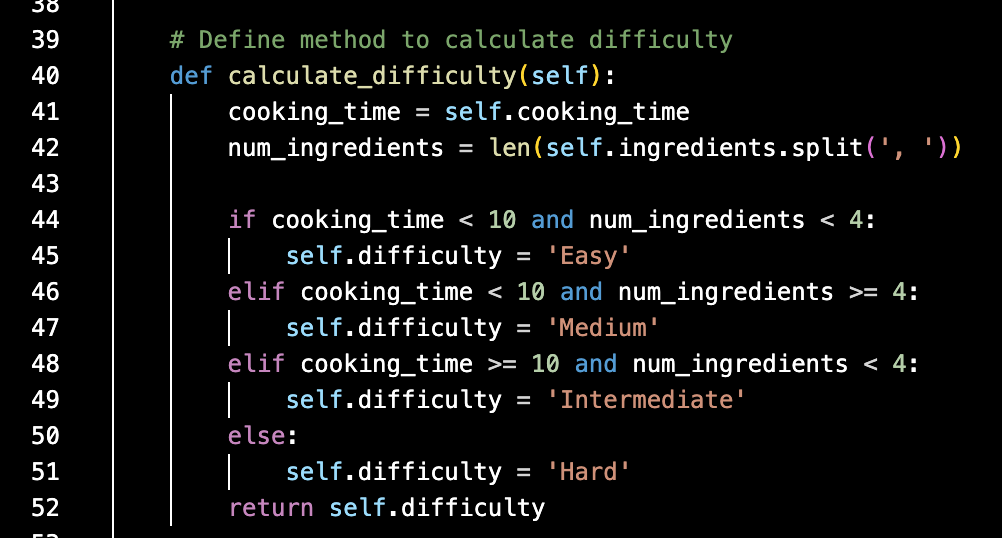 38
39 # Define method to calculate difficulty
40 def calculate_difficulty(self):
41 cooking_time = self.cooking_time
42 num_ingredients = len(self.ingredients.split(', '))
43
44 if cooking_time < 10 and num_ingredients < 4:
45 self.difficulty = 'Easy'
46 elif cooking_time < 10 and num_ingredients >= 4:
47 self.difficulty = 'Medium'
48 elif cooking_time >= 10 and num_ingredients < 4:
49 self.difficulty = 'Intermediate'
50 else:
51 self.difficulty = 'Hard'
52 return self.difficulty